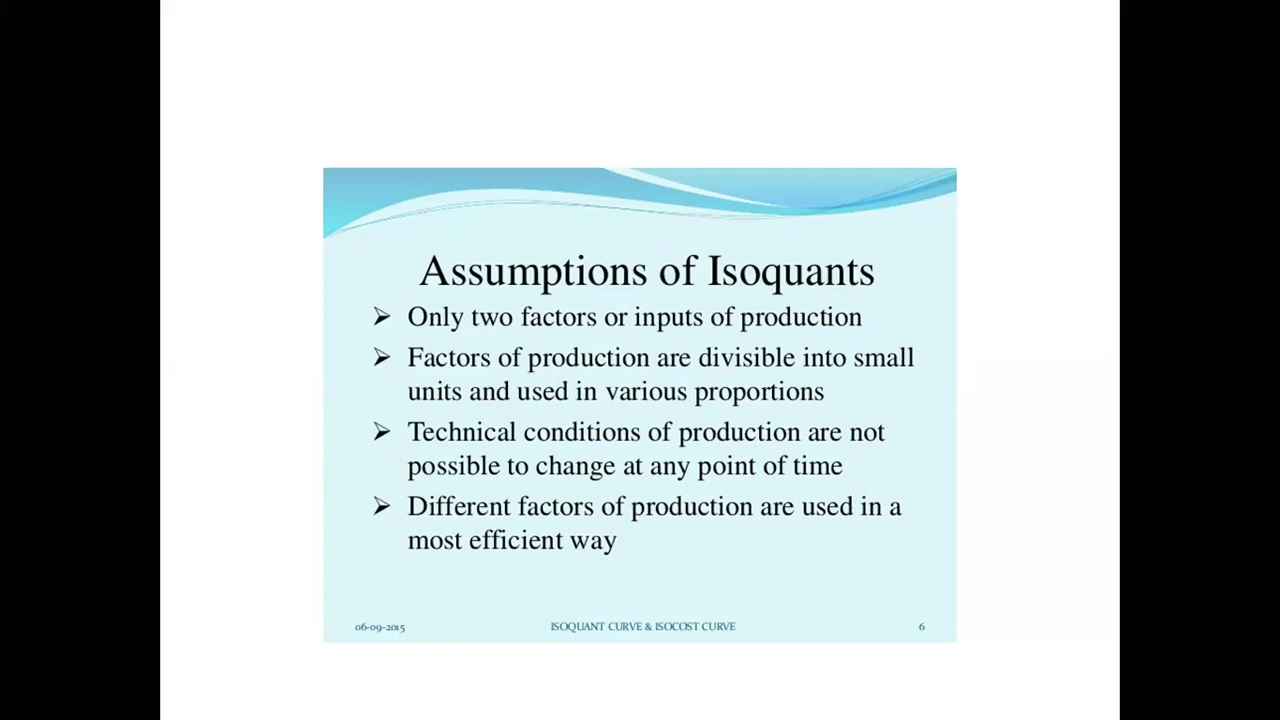 Assumptions of Isoquants
➢ Only two factors or inputs of production
➢ Factors of production are divisible into small
units and used in various proportions
➢ Technical conditions of production are not
possible to change at any point of time
➢ Different factors of production are used in a
most efficient way
06-09-2015 ISOQUANT CURVE & ISOCOST CURVE 6